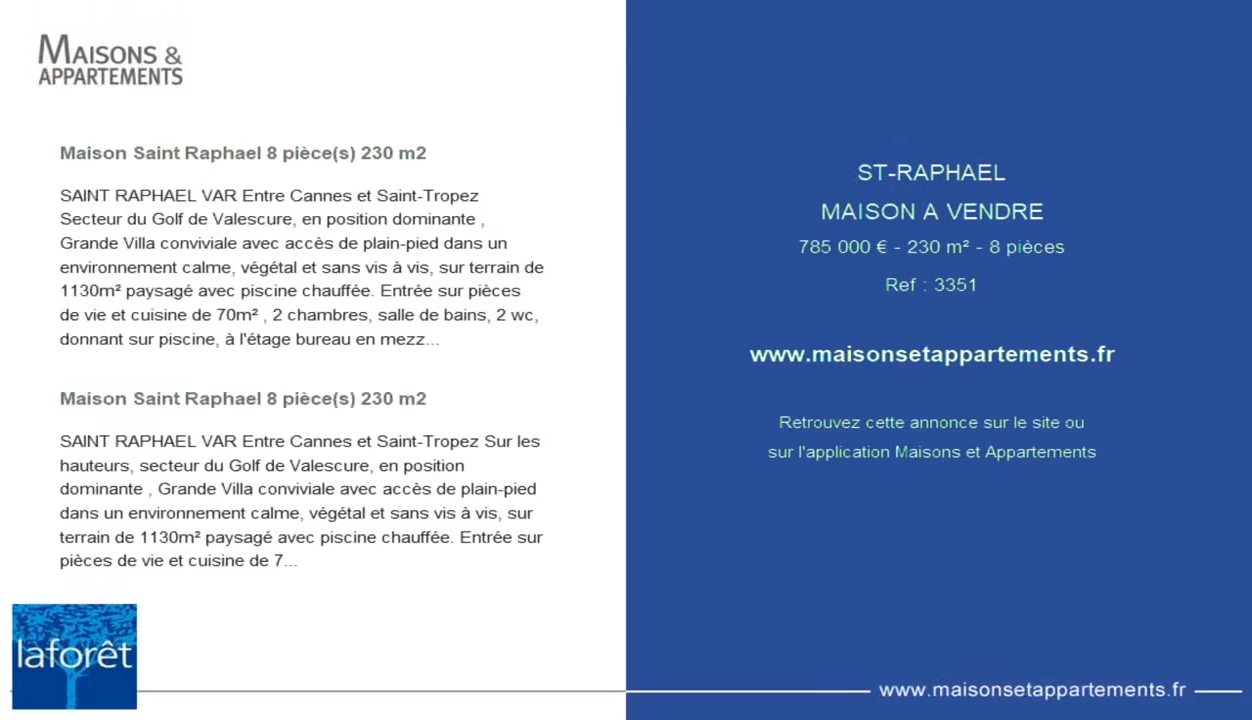 MAISONS &
APPARTEMENTS
Maison Saint Raphael 8 pièce(s) 230 m2
SAINT RAPHAEL VAR Entre Cannes et Saint-Tropez
Secteur du Golf de Valescure, en position dominante ,
Grande Villa conviviale avec accès de plain-pied dans un
environnement calme, végétal et sans vis à vis, sur terrain de
1130m² paysagé avec piscine chauffée. Entrée sur pièces
de vie et cuisine de 70m² , 2 chambres, salle de bains, 2 wc,
donnant sur piscine, à l'étage bureau en mezz...
Maison Saint Raphael 8 pièce(s) 230 m2
SAINT RAPHAEL VAR Entre Cannes et Saint-Tropez Sur les
hauteurs, secteur du Golf de Valescure, en position
dominante , Grande Villa conviviale avec accès de plain-pied
dans un environnement calme, végétal et sans vis à vis, sur
terrain de 1130m² paysagé avec piscine chauffée. Entrée sur
pièces de vie et cuisine de 7...
laforêt
ST-RAPHAEL
MAISON A VENDRE
785 000 € - 230 m² - 8 pièces
Ref : 3351
www.maisonsetappartements.fr
Retrouvez cette annonce sur le site ou
sur l'application Maisons et Appartements
www.maisonsetappartements.fr